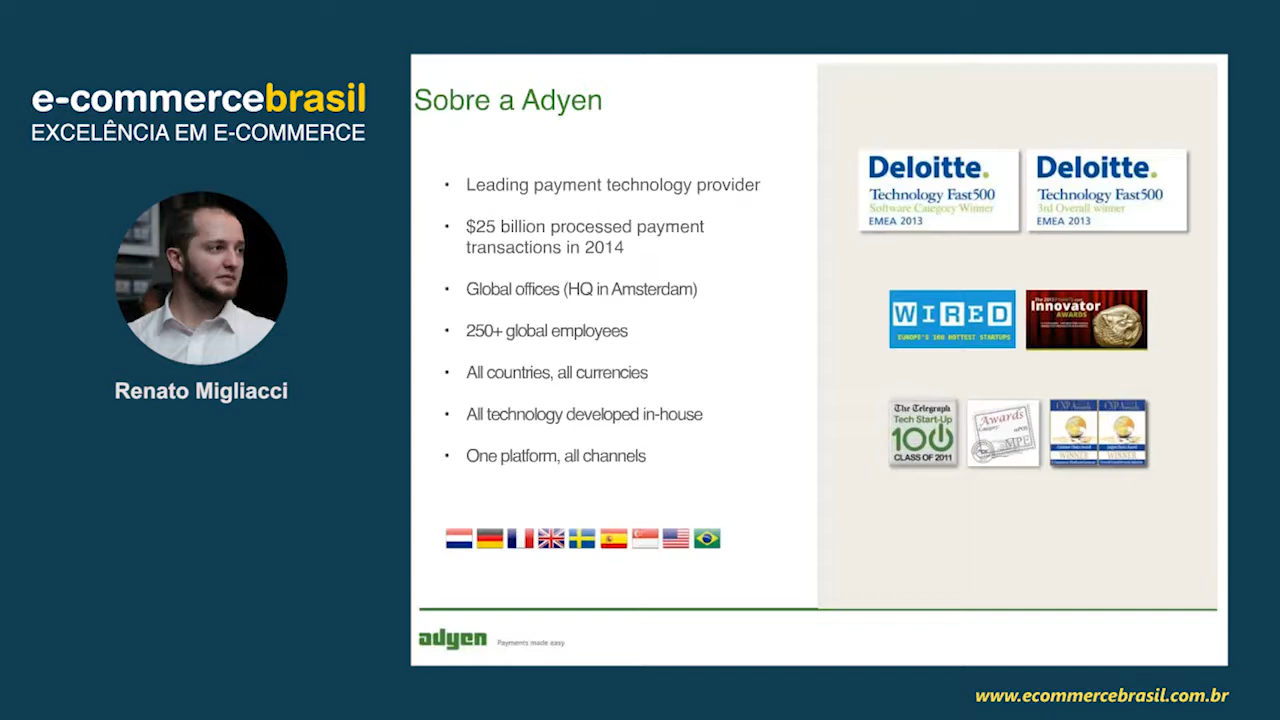 e-commercebrasil
EXCELÊNCIA EM E-COMMERCE
Renato Migliacci
Sobre a Adyen
• Leading payment technology provider
• $25 billion processed payment
transactions in 2014
• Global offices (HQ in Amsterdam)
• 250+ global employees
• All countries, all currencies
• All technology developed in-house
• One platform, all channels
Deloitte.
Technology Fast500
Software Category Winner
EMEA 2013
Deloitte.
Technology Fast500
3rd Overall winner
EMEA 2013
WIRED
EUROPE'S 100 HOTTEST STARTUPS
Innovator
AWARDS
The Telegraph
Tech Start-Up
100
CLASS OF 2011
Awards
Category:
MPE
WINNER
WINNER
adyen
Payments made easy
www.ecommercebrasil.com.br